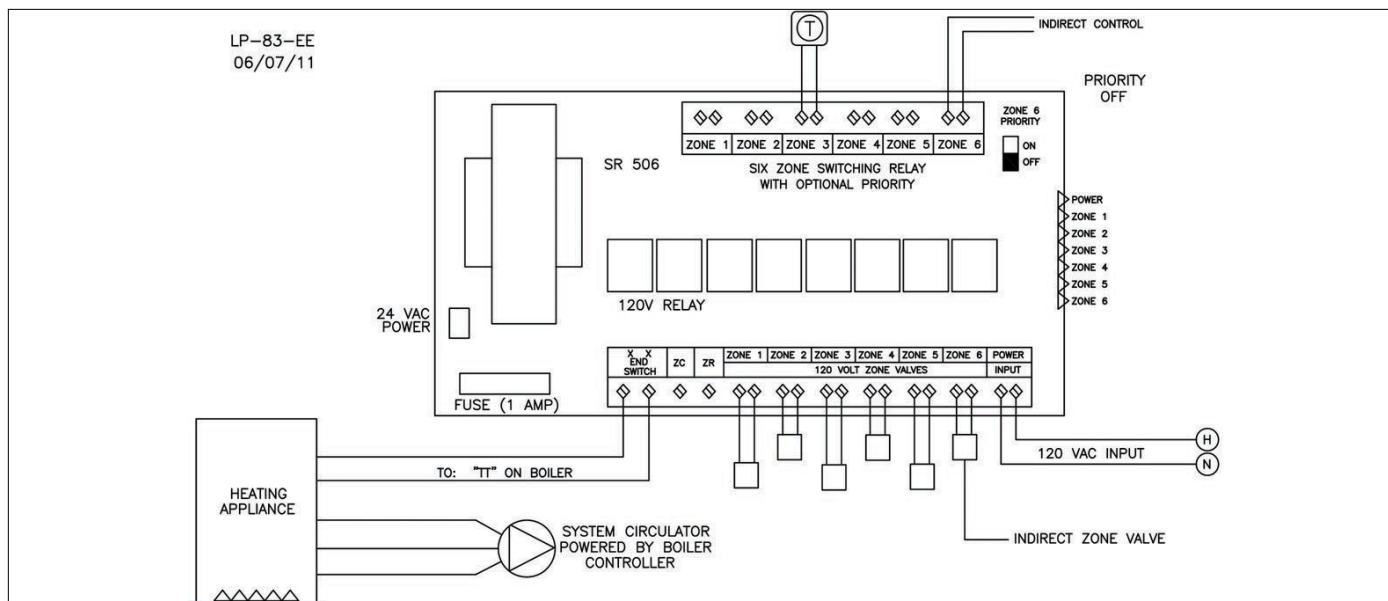 LP-83-EE
06/07/11
T
INDIRECT CONTROL
PRIORITY
OFF
ZONE 6
PRIORITY
ON
OFF
ZONE 1 ZONE 2 ZONE 3 ZONE 4 ZONE 5 ZONE 6
SR 506
SIX ZONE SWITCHING RELAY
WITH OPTIONAL PRIORITY
POWER
ZONE 1
ZONE 2
ZONE 3
ZONE 4
ZONE 5
ZONE 6
120V RELAY
24 VAC
POWER
FUSE (1 AMP)
X X
END
SWITCH
ZC
ZR
ZONE 1 ZONE 2 ZONE 3 ZONE 4 ZONE 5 ZONE 6 POWER
120 VOLT ZONE VALVES INPUT
H
120 VAC INPUT
N
TO: "TT" ON BOILER
HEATING
APPLIANCE
SYSTEM CIRCULATOR
POWERED BY BOILER
CONTROLLER
INDIRECT ZONE VALVE